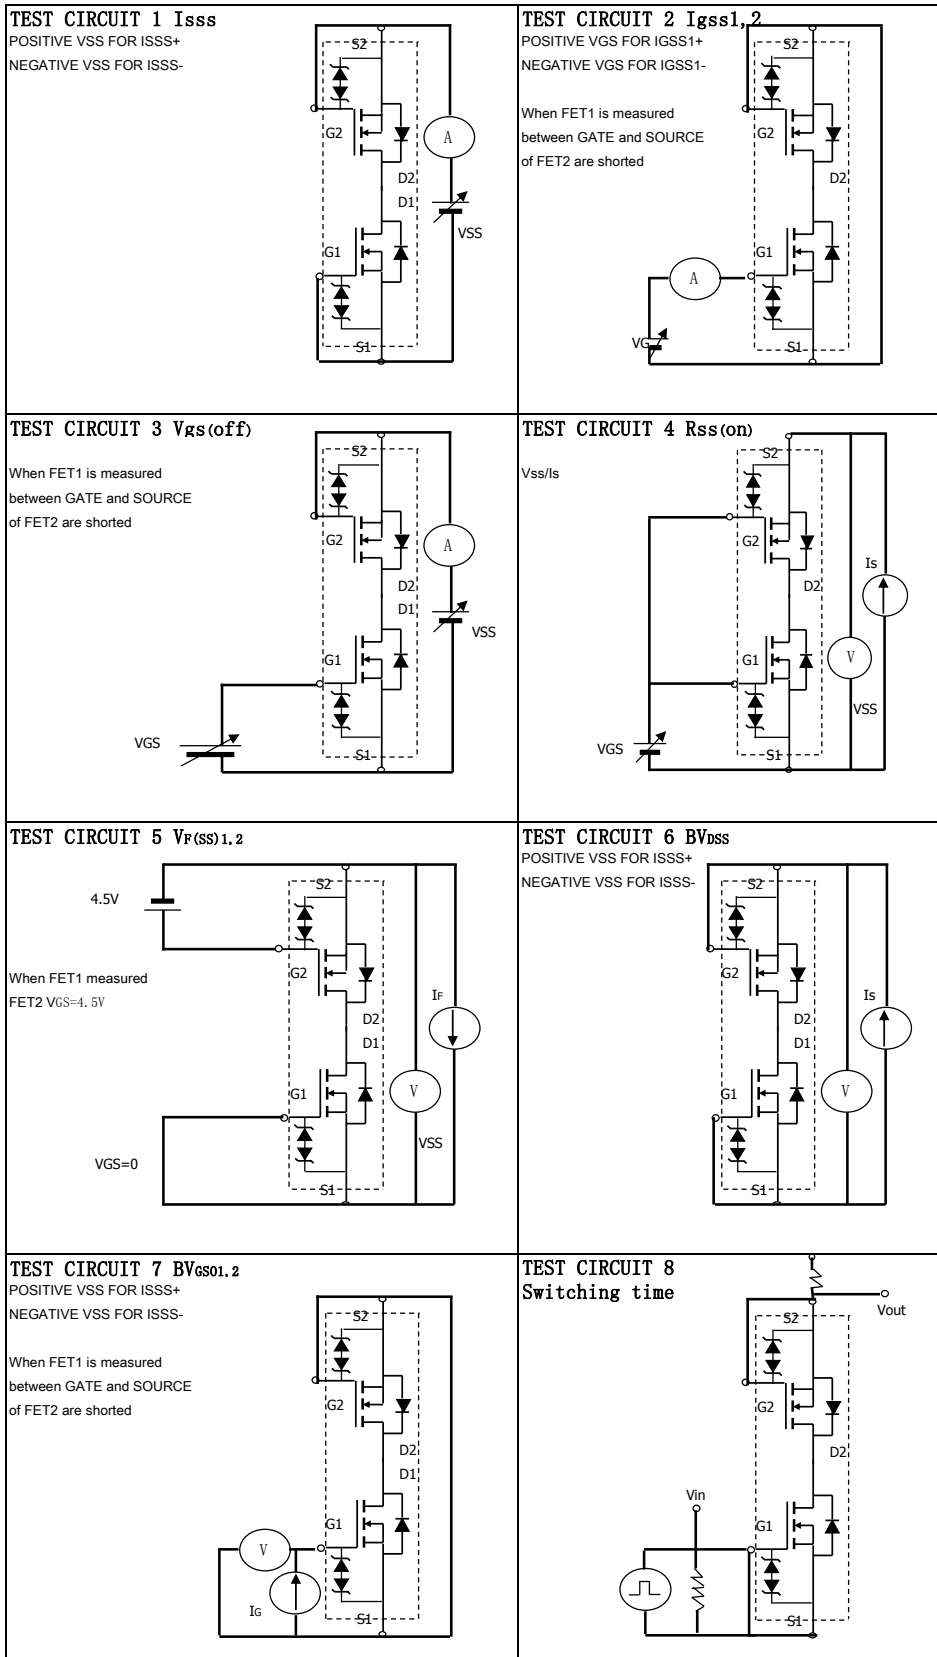 TEST CIRCUIT 1 Isss
POSITIVE VSS FOR ISSS+
NEGATIVE VSS FOR ISSS-
S2
G2
A
D2
D1
VSS
G1
S1
TEST CIRCUIT 2 Igss1,2
POSITIVE VGS FOR IGSS1+
NEGATIVE VGS FOR IGSS1-
When FET1 is measured
between GATE and SOURCE
of FET2 are shorted
S2
G2
D2
G1
A
VG
S1
TEST CIRCUIT 3 Vgs(off)
When FET1 is measured
between GATE and SOURCE
of FET2 are shorted
S2
G2
A
D2
D1
VSS
G1
VGS
S1
TEST CIRCUIT 4 Rss(on)
Vss/Is
S2
G2
Is
D2
G1
V
VSS
VGS
S1
TEST CIRCUIT 5 VF(SS)1,2
4.5V
When FET1 measured
FET2 VGS=4.5V
S2
G2
IF
D2
D1
G1
V
VSS
VGS=0
S1
TEST CIRCUIT 6 BVDSS
POSITIVE VSS FOR ISSS+
NEGATIVE VSS FOR ISSS-
S2
G2
Is
D2
D1
G1
V
S1
TEST CIRCUIT 7 BVGSO1,2
POSITIVE VSS FOR ISSS+
NEGATIVE VSS FOR ISSS-
When FET1 is measured
between GATE and SOURCE
of FET2 are shorted
S2
G2
D2
D1
G1
V
IG
S1
TEST CIRCUIT 8
Switching time
Vout
S2
G2
D2
Vin
G1
S1